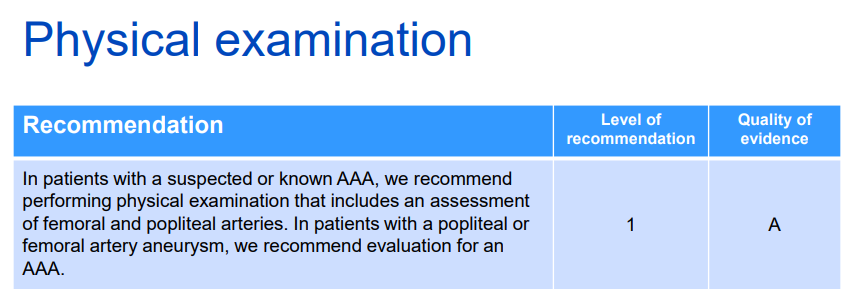 Physical examination
Recommendation
Level of
recommendation
Quality of
evidence
In patients with a suspected or known AAA, we recommend
performing physical examination that includes an assessment
of femoral and popliteal arteries. In patients with a popliteal or
femoral artery aneurysm, we recommend evaluation for an
AAA.
1
A